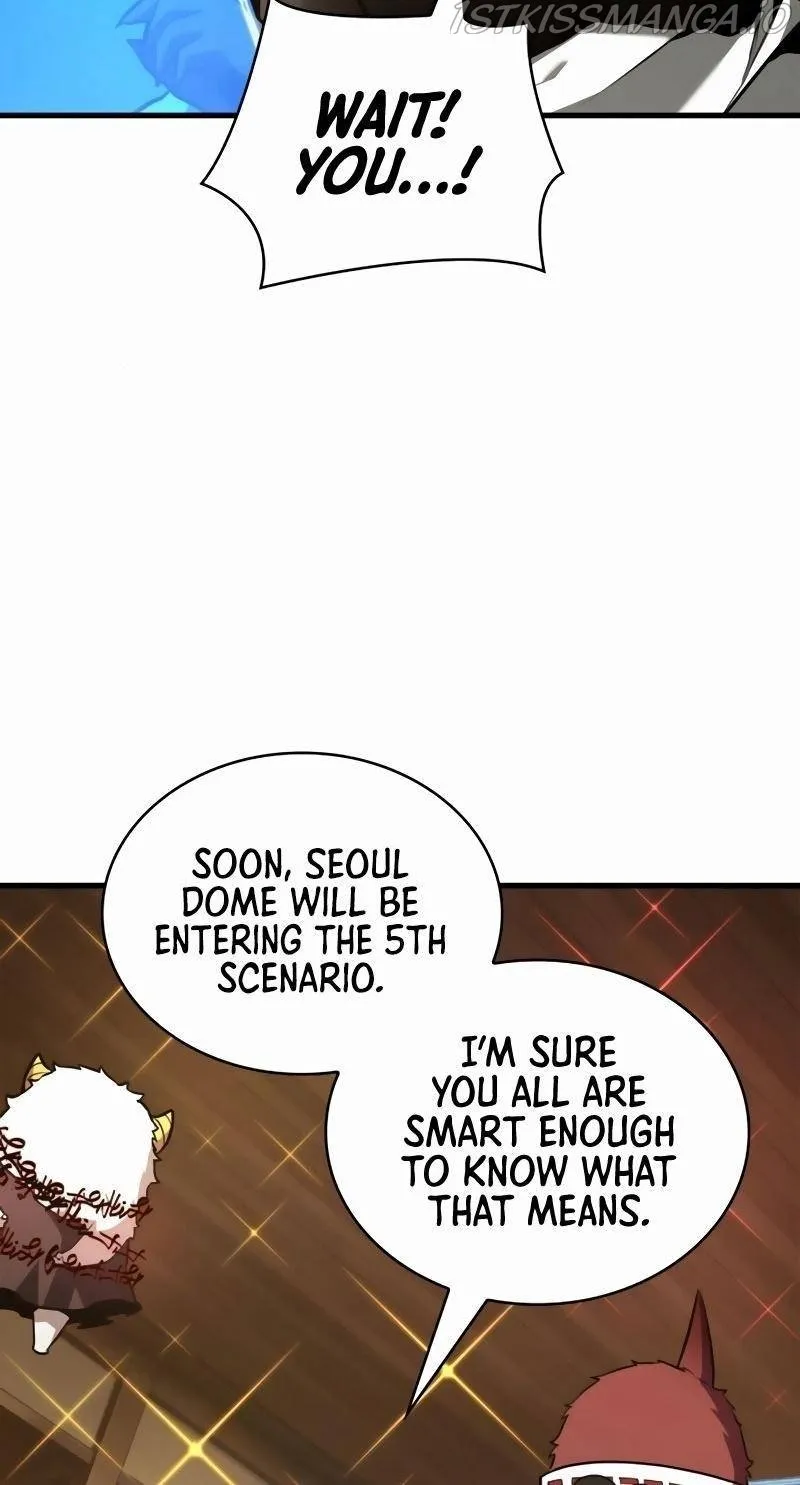 1STKISSMANGA.IO
WAIT!
YOU...!
SOON, SEOUL
DOME WILL BE
ENTERING THE 5TH
SCENARIO.
I'M SURE
YOU ALL ARE
SMART ENOUGH
TO KNOW WHAT
THAT MEANS.